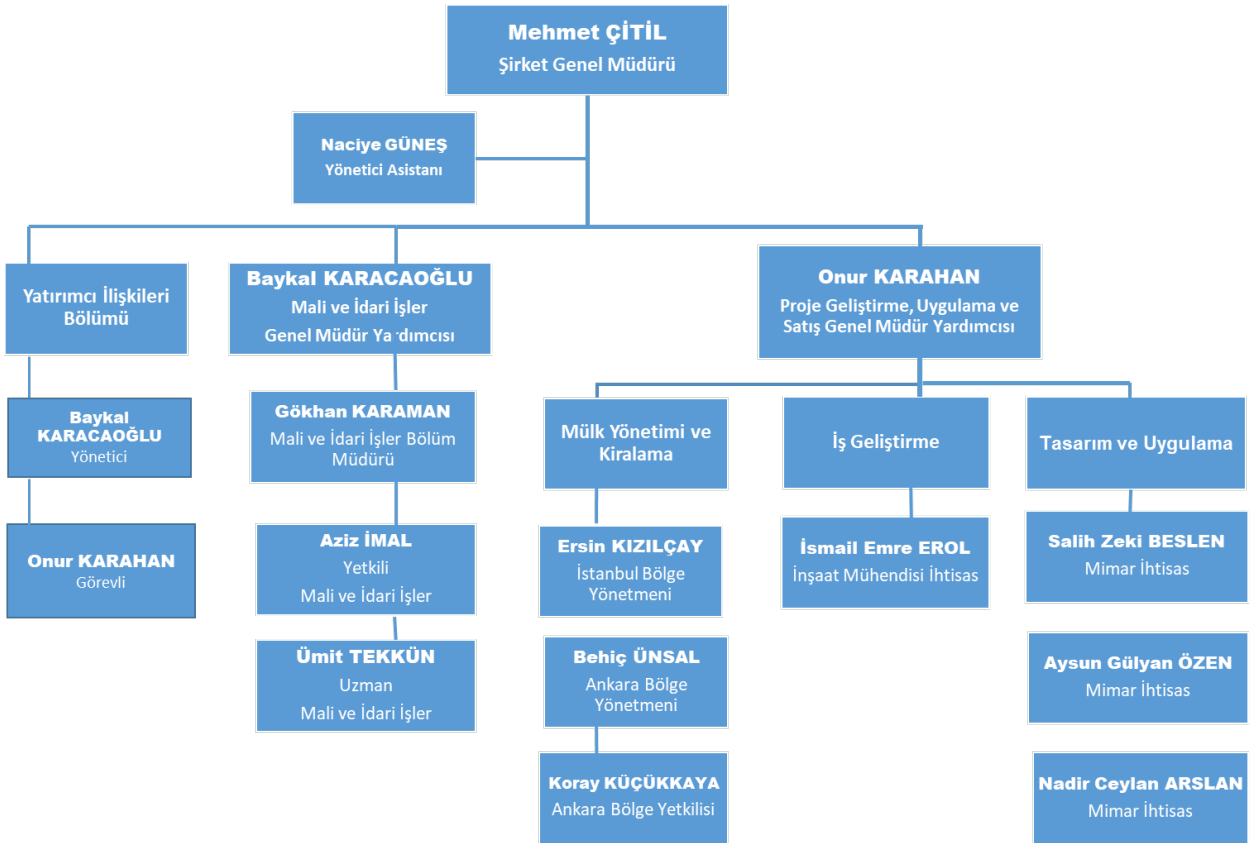 Mehmet ÇİTİL
Şirket Genel Müdürü
Naciye GÜNEŞ
Yönetici Asistanı
Yatırımcı İlişkileri
Bölümü
Baykal KARACAOĞLU
Mali ve İdari İşler
Genel Müdür Yardımcısı
Onur KARAHAN
Proje Geliştirme, Uygulama ve
Satış Genel Müdür Yardımcısı
Baykal
KARACAOĞLU
Yönetici
Onur KARAHAN
Görevli
Gökhan KARAMAN
Mali ve İdari İşler Bölüm
Müdürü
Aziz İMAL
Yetkili
Mali ve İdari İşler
Ümit TEKKÜN
Uzman
Mali ve İdari İşler
Mülk Yönetimi ve
Kiralama
Ersin KIZILÇAY
İstanbul Bölge
Yönetmeni
Behiç ÜNSAL
Ankara Bölge
Yönetmeni
Koray KÜÇÜKKAYA
Ankara Bölge Yetkilisi
İş Geliştirme
İsmail Emre EROL
İnşaat Mühendisi İhtisas
Tasarım ve Uygulama
Salih Zeki BESLEN
Mimar İhtisas
Aysun Gülyan ÖZEN
Mimar İhtisas
Nadir Ceylan ARSLAN
Mimar İhtisas